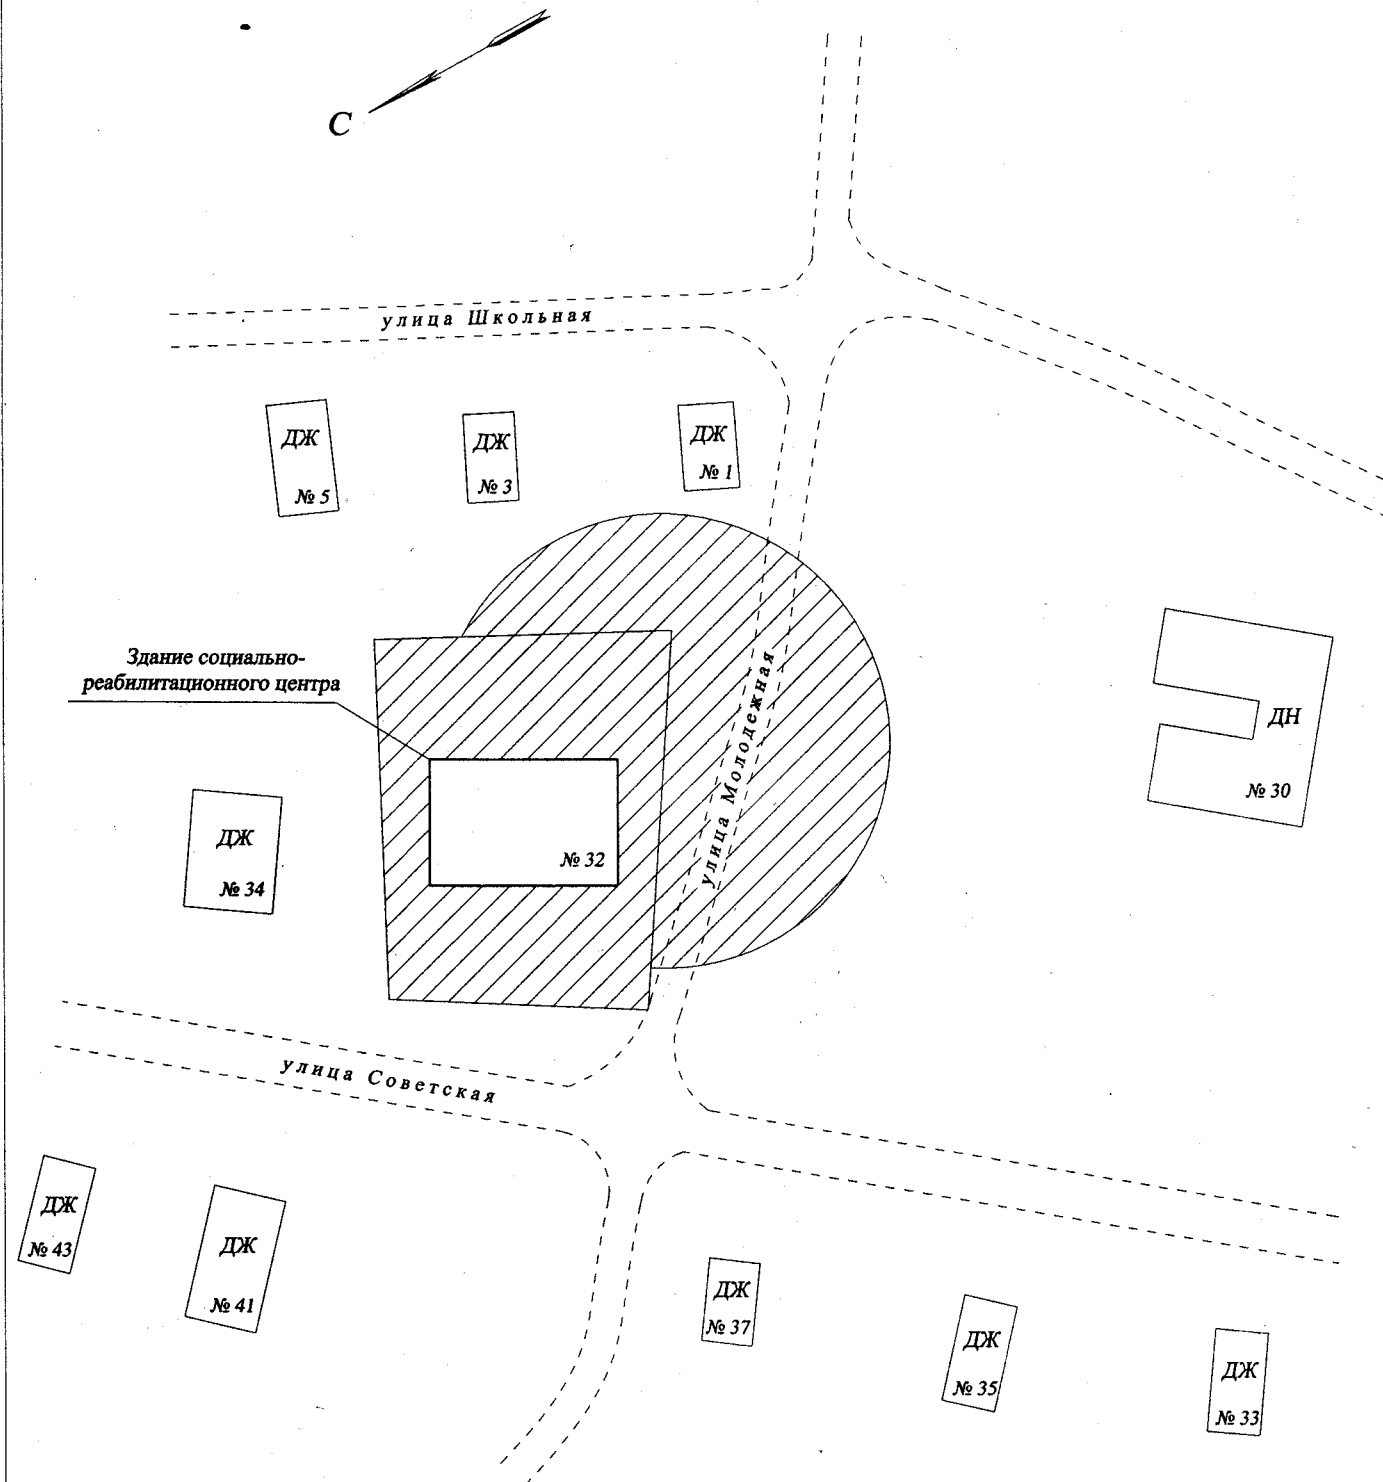 С
улица Школьная
ДЖ
№ 5
ДЖ
№ 3
ДЖ
№ 1
Здание социально-
реабилитационного центра
улица Молодежная
ДН
№ 30
ДЖ
№ 34
№ 32
улица Советская
ДЖ
№ 43
ДЖ
№ 41
ДЖ
№ 37
ДЖ
№ 35
ДЖ
№ 33